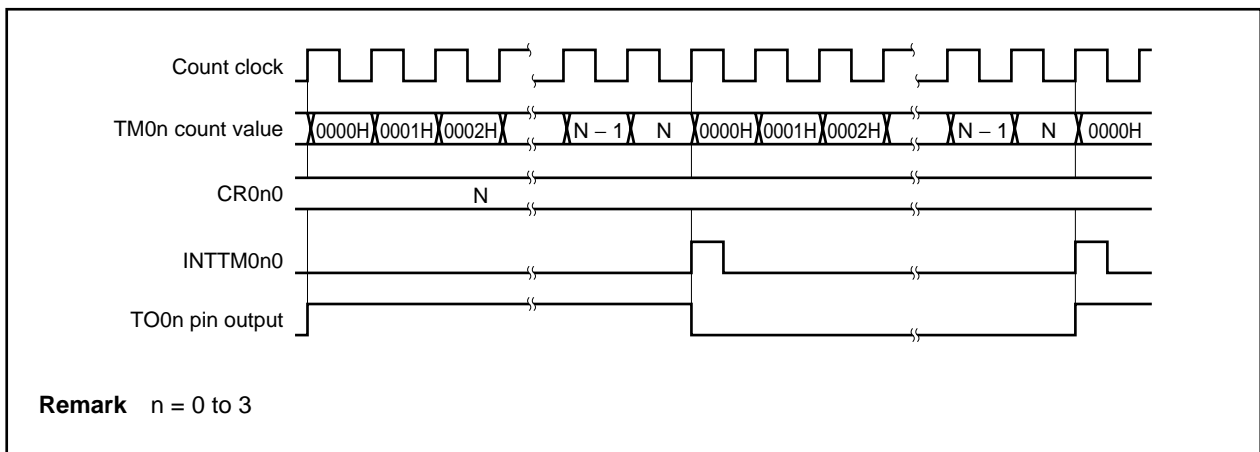 Count clock
TM0n count value 0000H 0001H 0002H N − 1 N 0000H 0001H 0002H N − 1 N 0000H
CR0n0 N
INTTM0n0
TO0n pin output
Remark n = 0 to 3